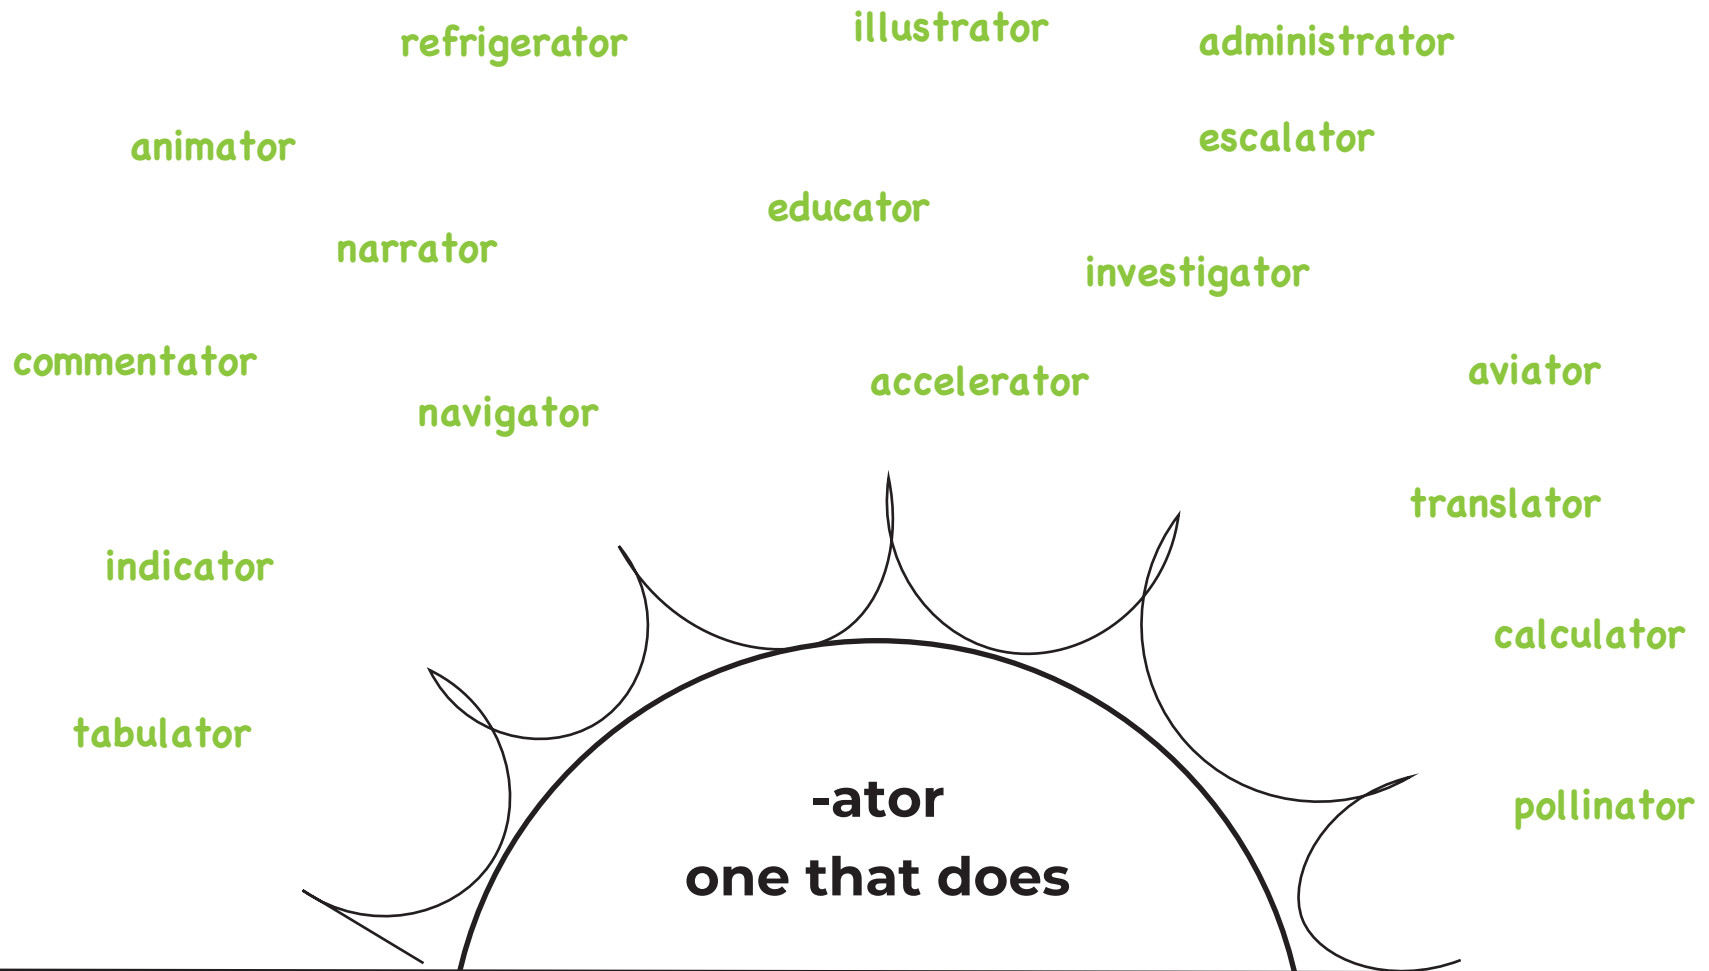 refrigerator
illustrator
administrator
animator
escalator
educator
narrator
investigator
commentator
accelerator
aviator
navigator
translator
indicator
calculator
tabulator
pollinator
-ator
one that does